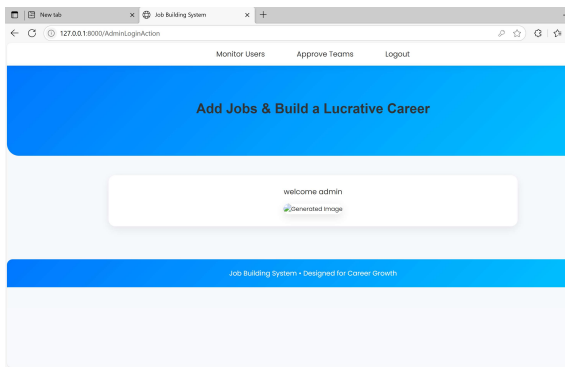 New tab
Job Building System
127.0.0.1:8000/AdminLoginAction
Monitor Users Approve Teams Logout
Add Jobs & Build a Lucrative Career
welcome admin
Generated Image
Job Building System • Designed for Career Growth